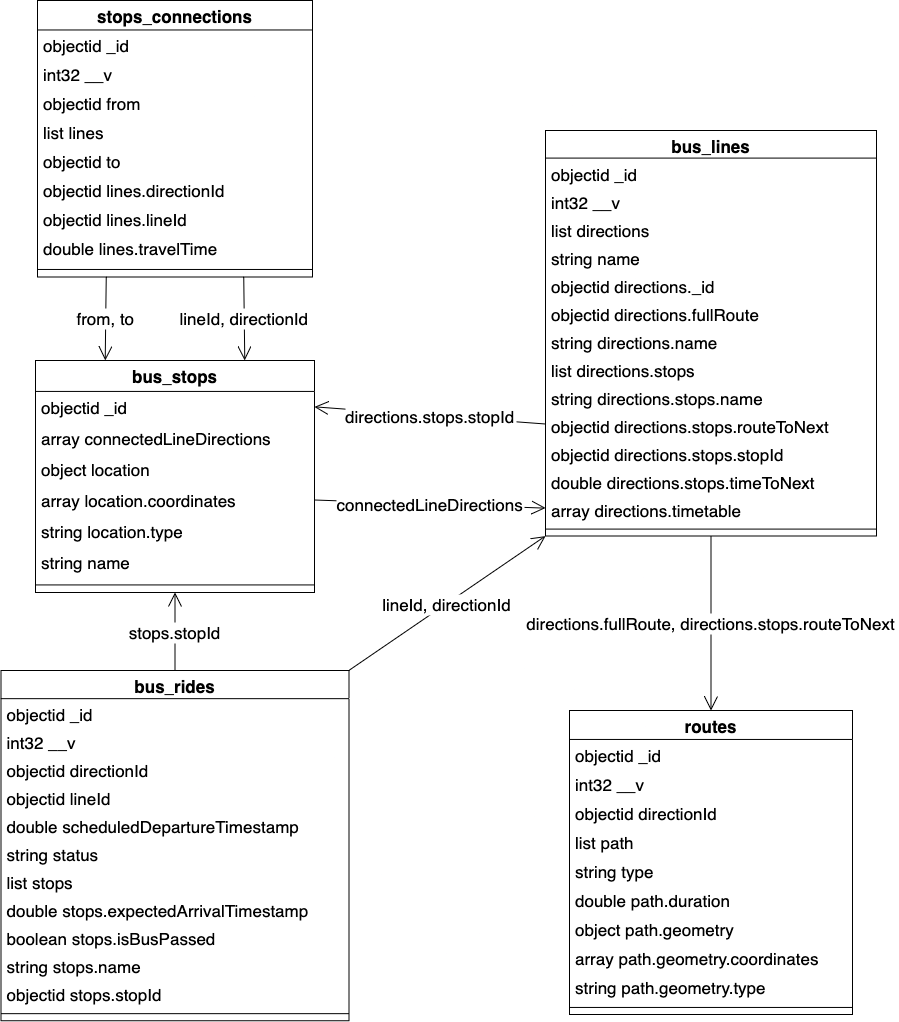 stops_connections
objectid _id
int32 __v
objectid from
list lines
objectid to
objectid lines.directionId
objectid lines.lineId
double lines.travelTime
from, to
lineId, directionId
bus_stops
objectid _id
array connectedLineDirections
object location
array location.coordinates
string location.type
string name
bus_lines
objectid _id
int32 __v
list directions
string name
objectid directions._id
objectid directions.fullRoute
string directions.name
list directions.stops
string directions.stops.name
objectid directions.stops.routeToNext
objectid directions.stops.stopId
double directions.stops.timeToNext
array directions.timetable
directions.stops.stopId
connectedLineDirections
lineId, directionId
stops.stopId
directions.fullRoute, directions.stops.routeToNext
bus_rides
objectid _id
int32 __v
objectid directionId
objectid lineId
double scheduledDepartureTimestamp
string status
list stops
double stops.expectedArrivalTimestamp
boolean stops.isBusPassed
string stops.name
objectid stops.stopId
routes
objectid _id
int32 __v
objectid directionId
list path
string type
double path.duration
object path.geometry
array path.geometry.coordinates
string path.geometry.type